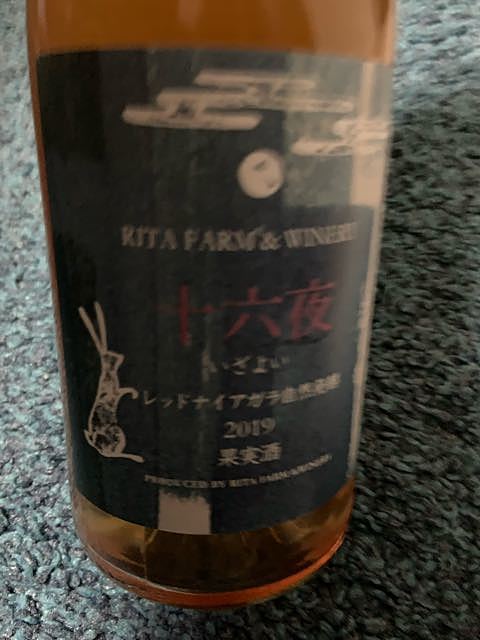 RITA FARM & WINERY
十六夜
いざよい
レッドナイアガラ自然発酵
2019
果実酒
PRODUCED BY RITA FARM & WINERY